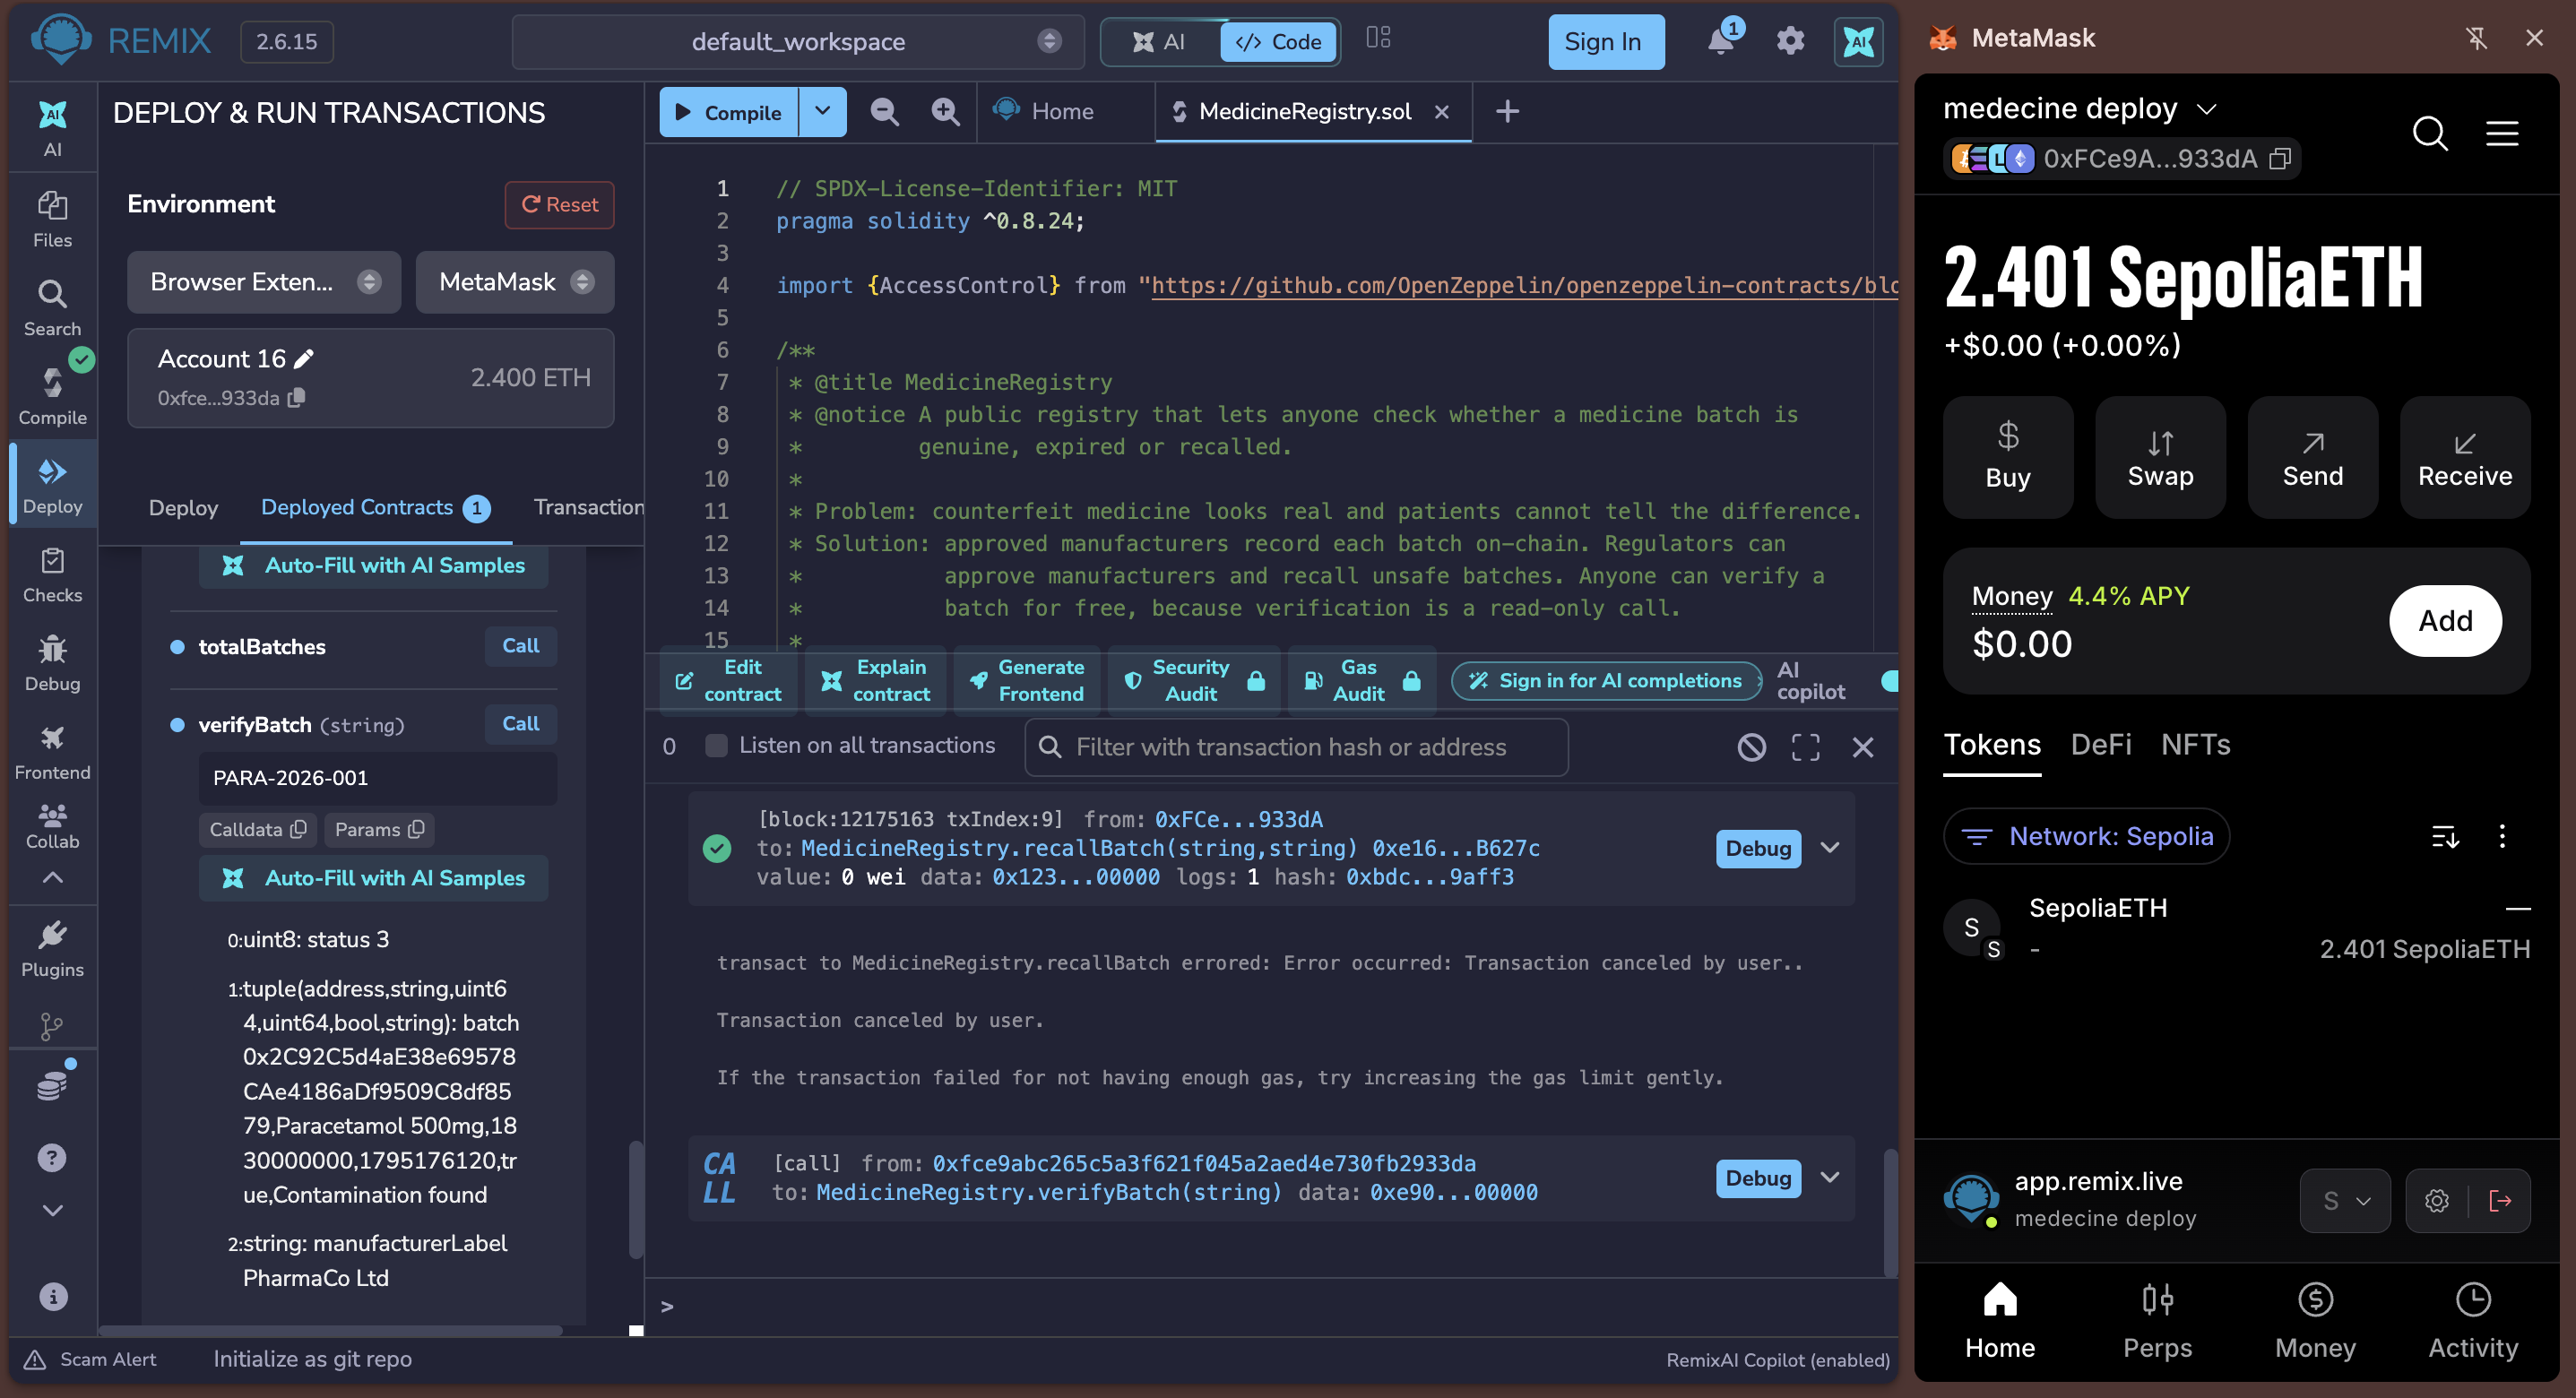 REMIX
2.6.15
default_workspace
AI
</> Code
Sign In
1
AI
AI
AI
Files
Search
Compile
Deploy
Checks
Debug
Frontend
Collab
Plugins
DEPLOY & RUN TRANSACTIONS
Environment
Reset
Browser Exten...
MetaMask
Account 16
0xfce...933da
2.400 ETH
Deploy
Deployed Contracts 1
Transaction
Auto-Fill with AI Samples
totalBatches
Call
verifyBatch (string)
Call
PARA-2026-001
Calldata
Params
Auto-Fill with AI Samples
0:uint8: status 3
1:tuple(address,string,uint6
4,uint64,bool,string): batch
0x2C92C5d4aE38e69578
CAe4186aDf9509C8df85
79,Paracetamol 500mg,18
30000000,1795176120,tr
ue,Contamination found
2:string: manufacturerLabel
PharmaCo Ltd
Compile
Home
MedicineRegistry.sol
1 // SPDX-License-Identifier: MIT
2 pragma solidity ^0.8.24;
3
4 import {AccessControl} from "https://github.com/OpenZeppelin/openzeppelin-contracts/blo
5
6 /**
7 * @title MedicineRegistry
8 * @notice A public registry that lets anyone check whether a medicine batch is
9 * genuine, expired or recalled.
10 *
11 * Problem: counterfeit medicine looks real and patients cannot tell the difference.
12 * Solution: approved manufacturers record each batch on-chain. Regulators can
13 * approve manufacturers and recall unsafe batches. Anyone can verify a
14 * batch for free, because verification is a read-only call.
15 *
Edit contract
Explain contract
Generate Frontend
Security Audit
Gas Audit
Sign in for AI completions
AI copilot
0
Listen on all transactions
Filter with transaction hash or address
[block:12175163 txIndex:9] from: 0xFCe...933dA
to: MedicineRegistry.recallBatch(string,string) 0xe16...B627c
value: 0 wei data: 0x123...00000 logs: 1 hash: 0xbdc...9aff3
Debug
transact to MedicineRegistry.recallBatch errored: Error occurred: Transaction canceled by user..
Transaction canceled by user.
If the transaction failed for not having enough gas, try increasing the gas limit gently.
CALL
[call] from: 0xfce9abc265c5a3f621f045a2aed4e730fb2933da
to: MedicineRegistry.verifyBatch(string) data: 0xe90...00000
Debug
>
Scam Alert
Initialize as git repo
RemixAI Copilot (enabled)
MetaMask
medecine deploy
L
0xFCe9A...933dA
2.401 SepoliaETH
+$0.00 (+0.00%)
Buy
Swap
Send
Receive
Money 4.4% APY
$0.00
Add
Tokens
DeFi
NFTs
Network: Sepolia
S
S
SepoliaETH
—
-
2.401 SepoliaETH
app.remix.live
medecine deploy
S
Home
Perps
Money
Activity